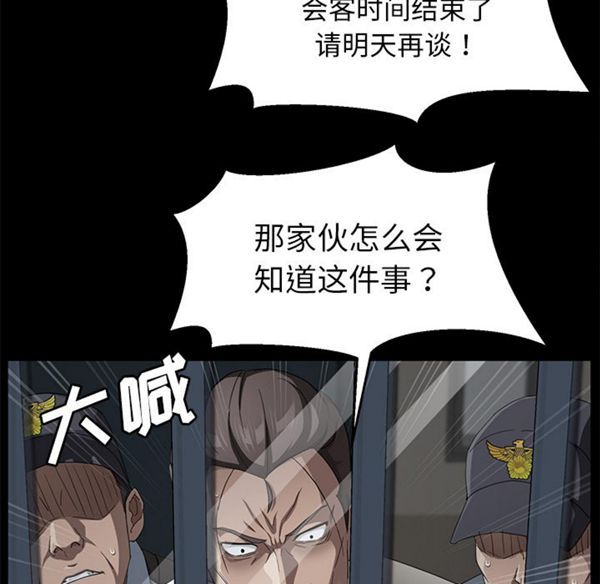 会客时间结束了
请明天再谈！
那家伙怎么会
知道这件事？
大喊